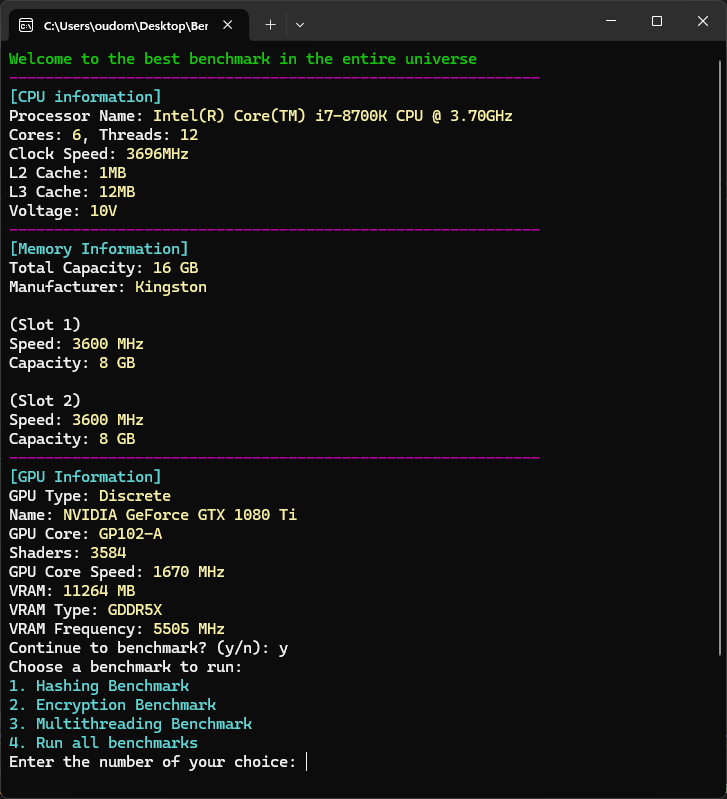 C:\Users\oudom\Desktop\Ber
Welcome to the best benchmark in the entire universe
-----------------------------------------------------------
[CPU information]
Processor Name: Intel(R) Core(TM) i7-8700K CPU @ 3.70GHz
Cores: 6, Threads: 12
Clock Speed: 3696MHz
L2 Cache: 1MB
L3 Cache: 12MB
Voltage: 10V
-----------------------------------------------------------
[Memory Information]
Total Capacity: 16 GB
Manufacturer: Kingston
(Slot 1)
Speed: 3600 MHz
Capacity: 8 GB
(Slot 2)
Speed: 3600 MHz
Capacity: 8 GB
-----------------------------------------------------------
[GPU Information]
GPU Type: Discrete
Name: NVIDIA GeForce GTX 1080 Ti
GPU Core: GP102-A
Shaders: 3584
GPU Core Speed: 1670 MHz
VRAM: 11264 MB
VRAM Type: GDDR5X
VRAM Frequency: 5505 MHz
Continue to benchmark? (y/n): y
Choose a benchmark to run:
1. Hashing Benchmark
2. Encryption Benchmark
3. Multithreading Benchmark
4. Run all benchmarks
Enter the number of your choice: